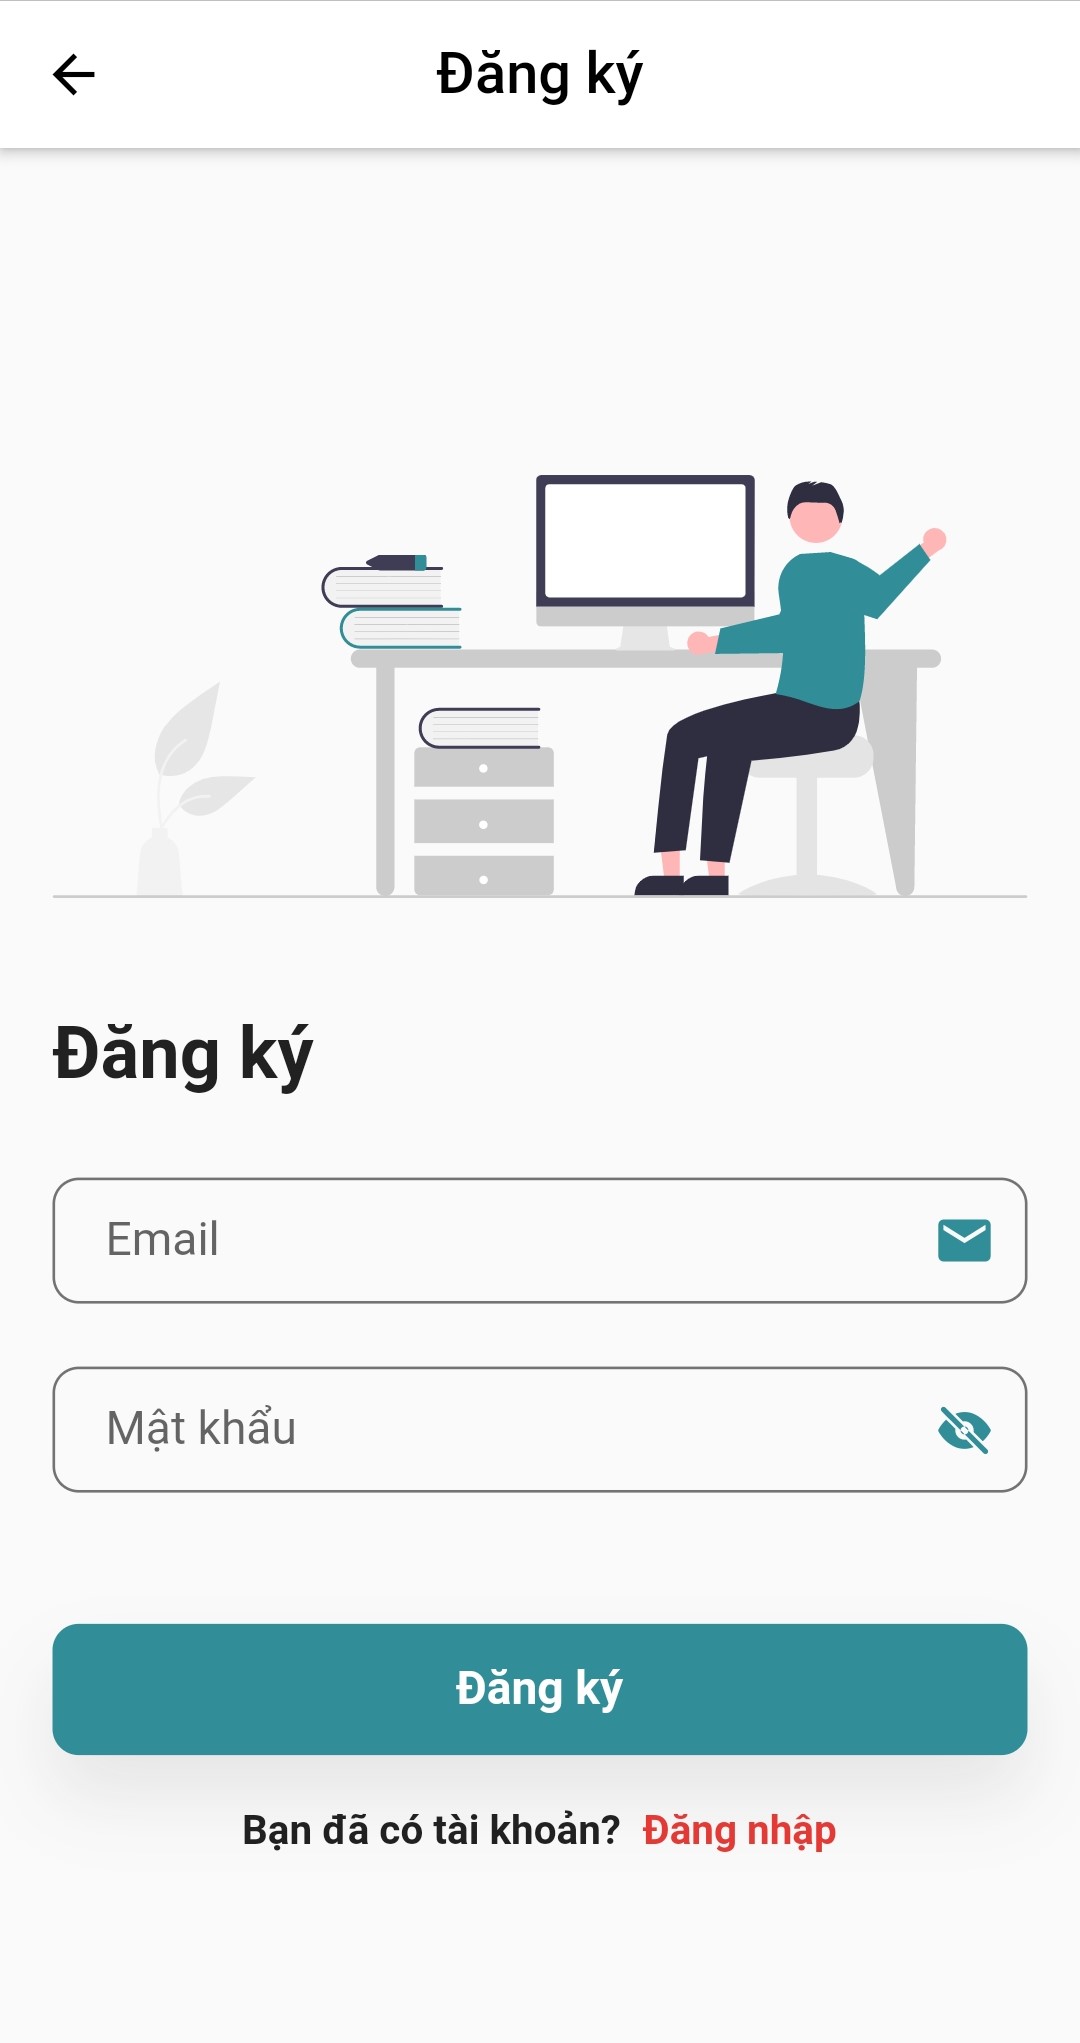 Đăng ký
Đăng ký
Email
Mật khẩu
Đăng ký
Bạn đã có tài khoản? Đăng nhập